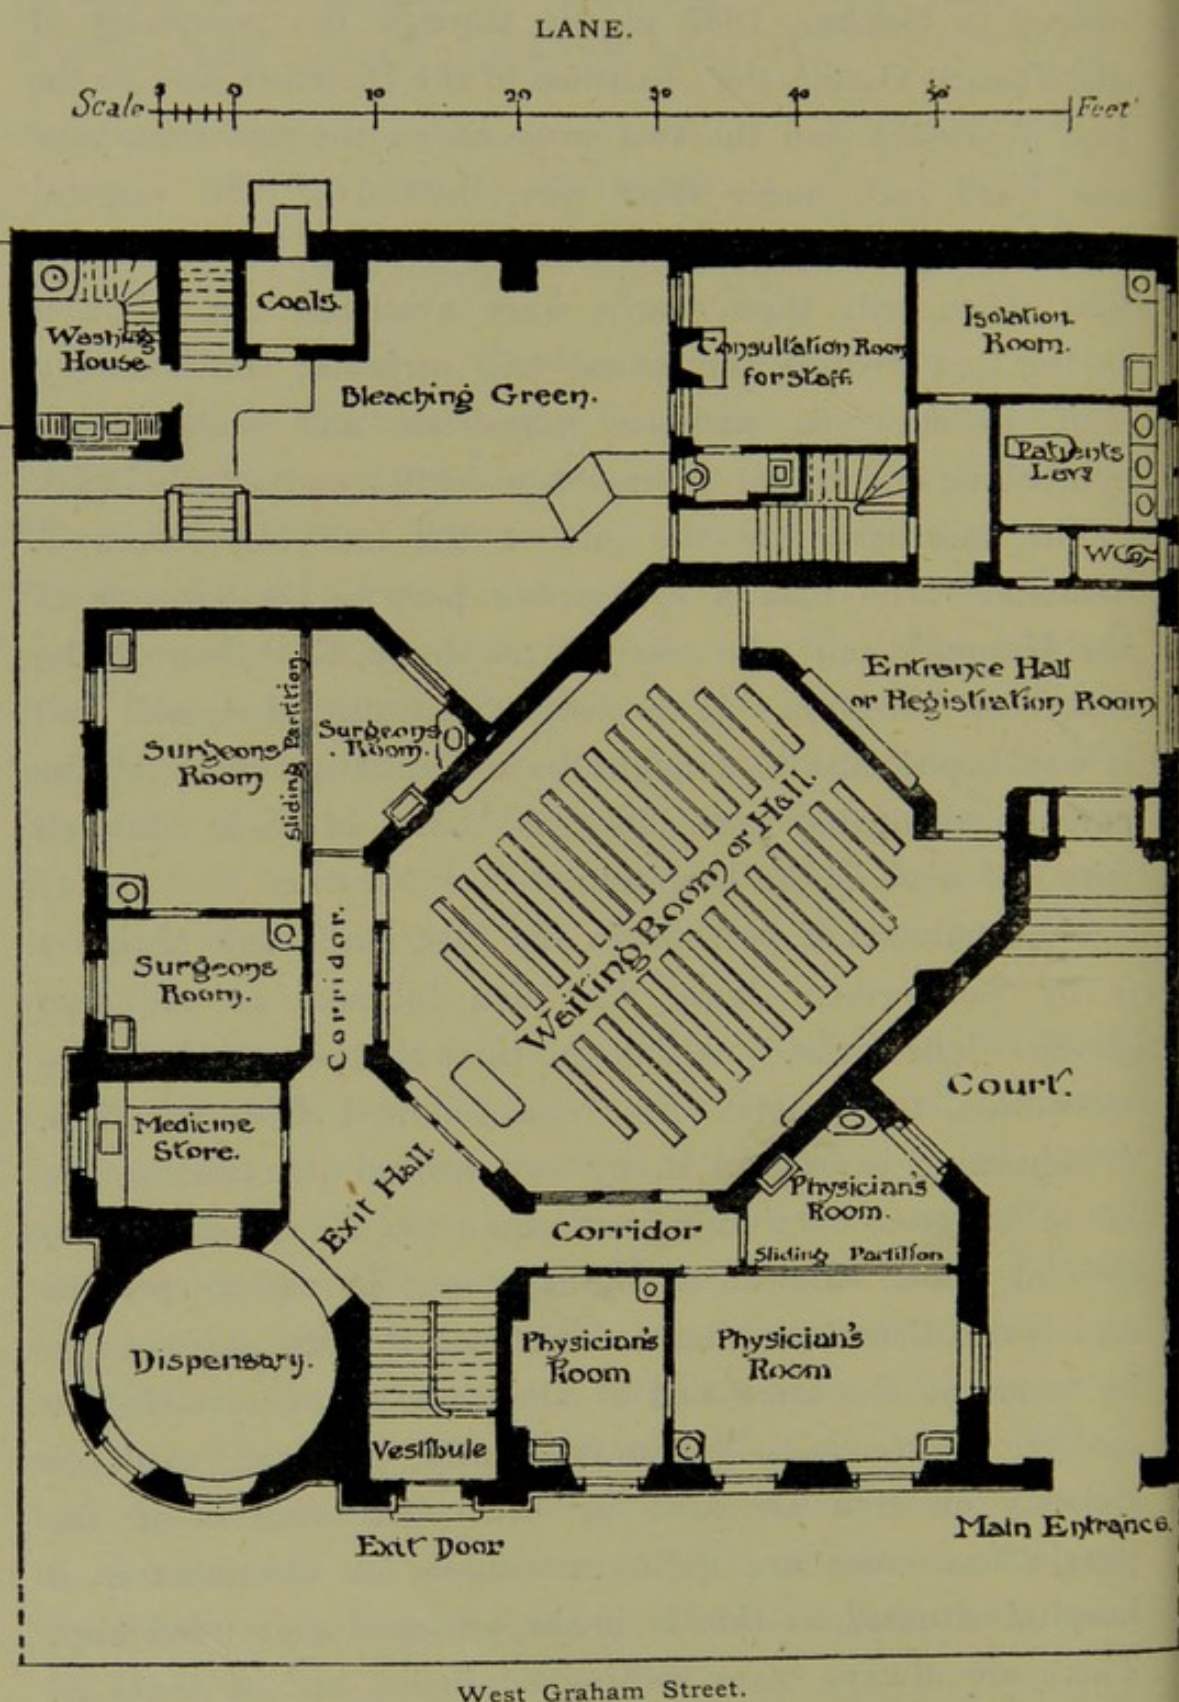 LANE.
Scale 5 0 10 20 30 40 50 Feet
Coals.
Washing
House
Bleaching Green.
Consultation Room
for staff.
Isolation
Room.
Patients
Lavy
WC
Entrance Hall
or Registration Room
Surgeons
Room
Sliding Partition.
Surgeons
Room.
Waiting Room or Hall.
Corridor.
Surgeons
Room.
Court.
Medicine
Store.
Exit Hall.
Corridor
Physician's
Room.
Sliding Partition
Dispensary.
Physician's
Room
Physician's
Room
Vestibule
Exit Door
Main Entrance.
West Graham Street.